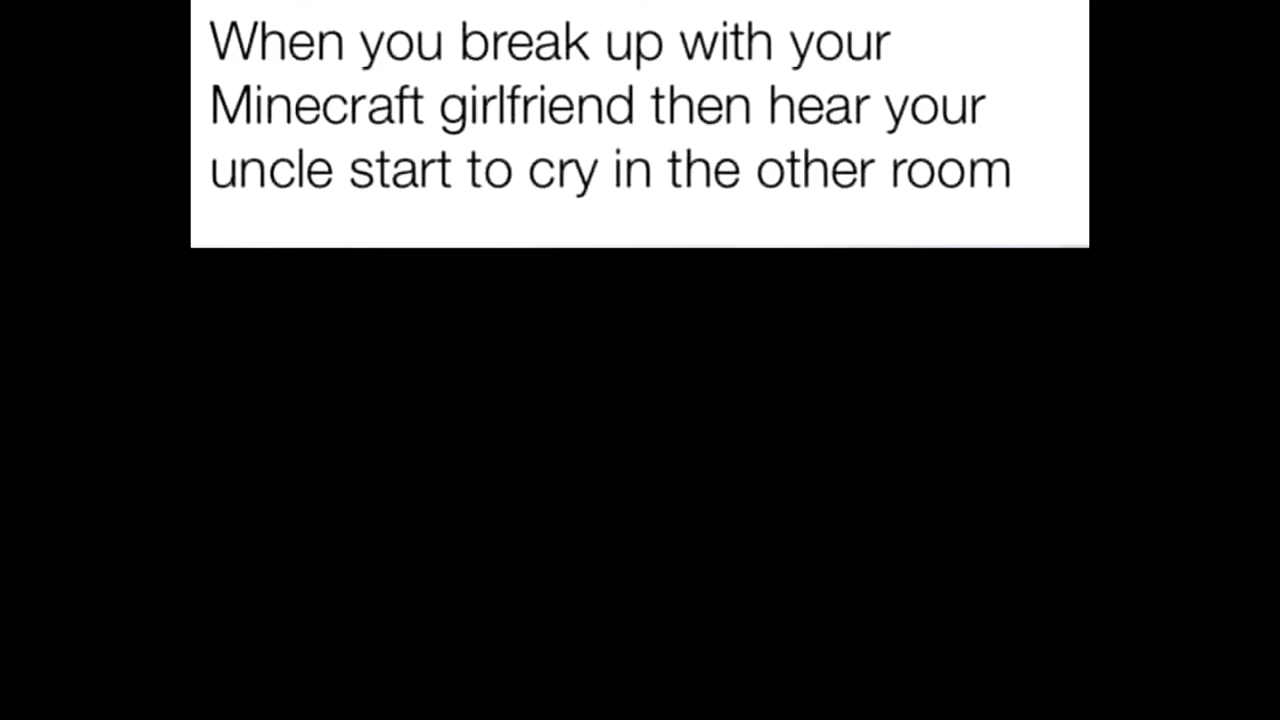 When you break up with your
Minecraft girlfriend then hear your
uncle start to cry in the other room